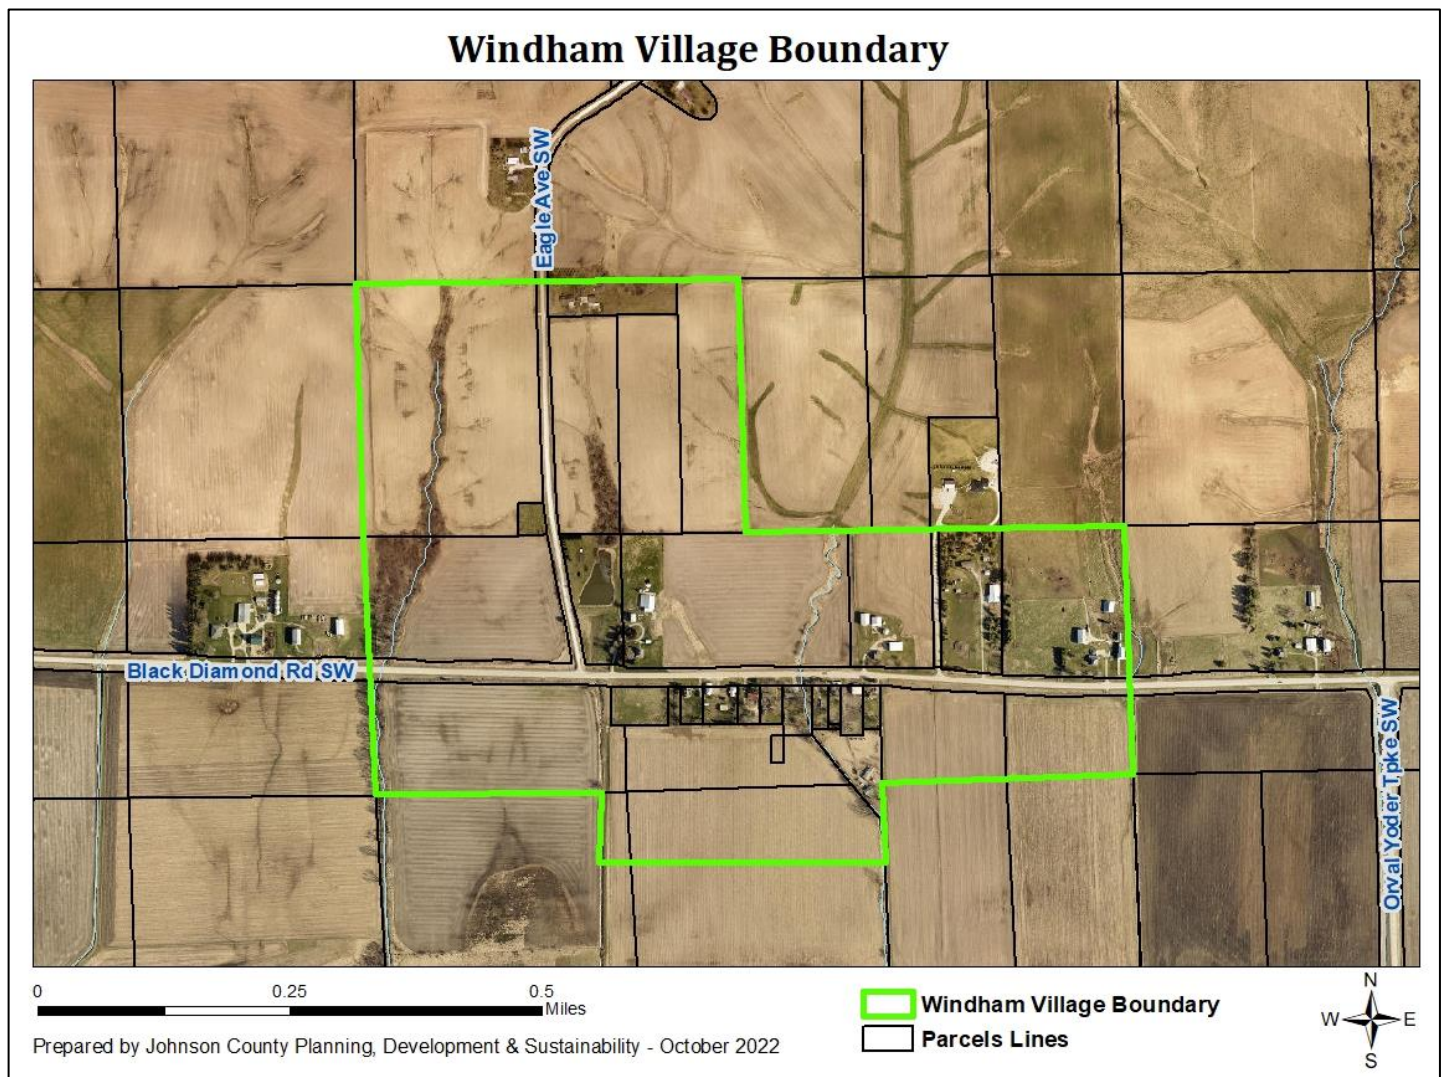 Windham Village Boundary
Eagle Ave SW
Black Diamond Rd SW
Orval Yoder Tpke SW
0 0.25 0.5
Miles
Windham Village Boundary
Parcels Lines
N
W E
S
Prepared by Johnson County Planning, Development & Sustainability - October 2022